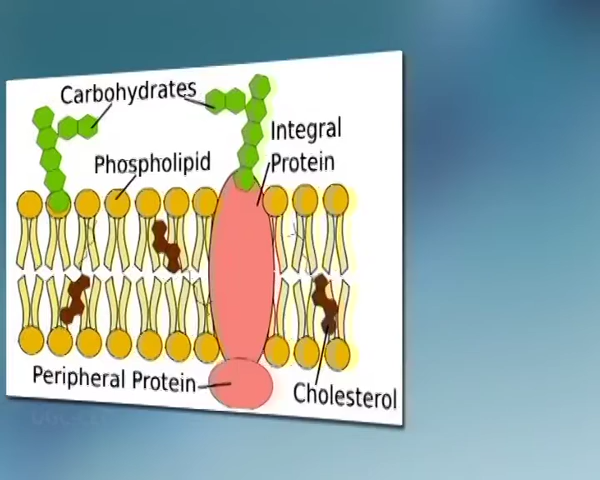 Carbohydrates
Integral
Protein
Phospholipid
Peripheral Protein
Cholesterol